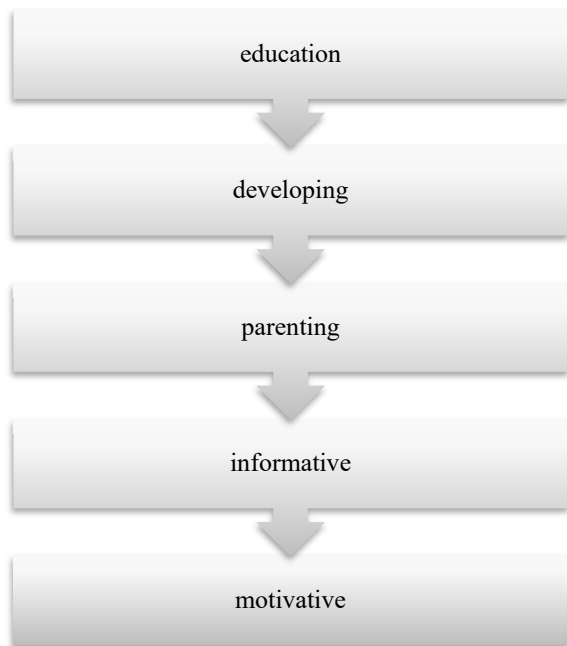 education
developing
parenting
informative
motivative